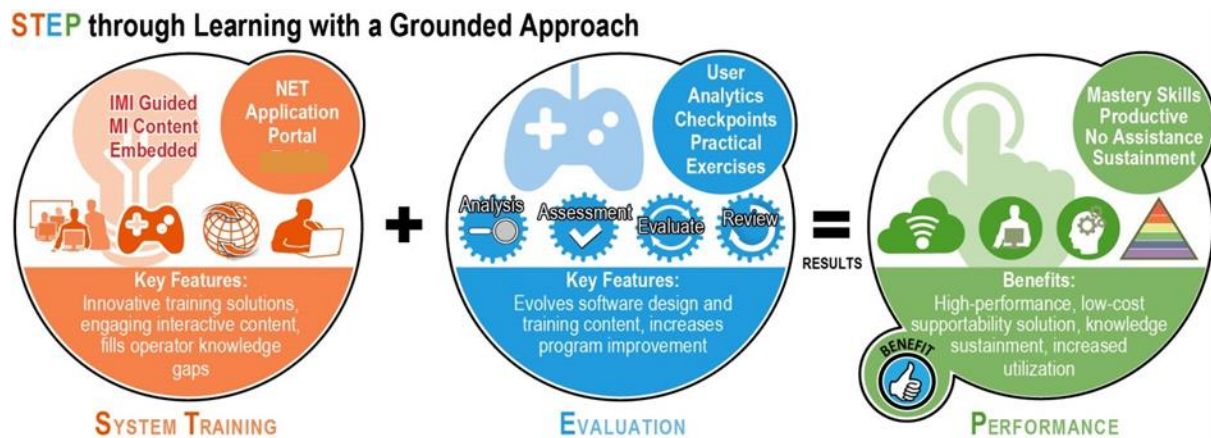 STEP through Learning with a Grounded Approach
IMI Guided
MI Content
Embedded
NET
Application
Portal
Key Features:
Innovative training solutions,
engaging interactive content,
fills operator knowledge
gaps
SYSTEM TRAINING
+
User
Analytics
Checkpoints
Practical
Exercises
Analysis
Assessment
Evaluate
Review
Key Features:
Evolves software design and
training content, increases
program improvement
EVALUATION
=
RESULTS
Mastery Skills
Productive
No Assistance
Sustainment
Benefits:
High-performance, low-cost
supportability solution, knowledge
sustainment, increased
utilization
BENEFIT
PERFORMANCE